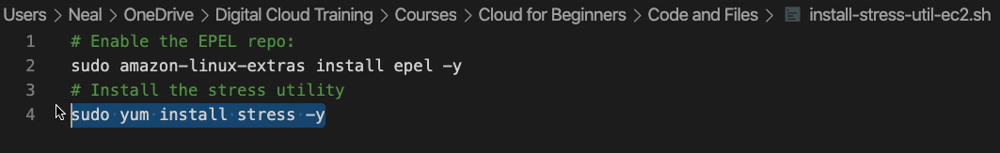 Users > Neal > OneDrive > Digital Cloud Training > Courses > Cloud for Beginners > Code and Files > install-stress-util-ec2.sh
1 # Enable the EPEL repo:
2 sudo amazon-linux-extras install epel -y
3 # Install the stress utility
4 sudo yum install stress -y